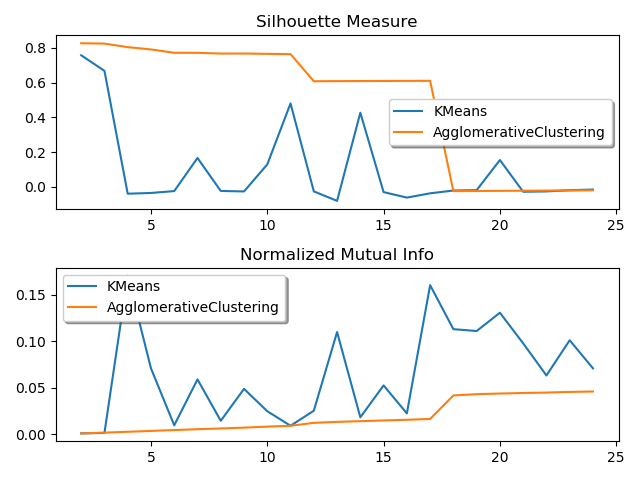 Silhouette Measure
0.8
0.6
0.4
0.2
0.0
KMeans
AgglomerativeClustering
5 10 15 20 25
Normalized Mutual Info
KMeans
AgglomerativeClustering
0.15
0.10
0.05
0.00
5 10 15 20 25